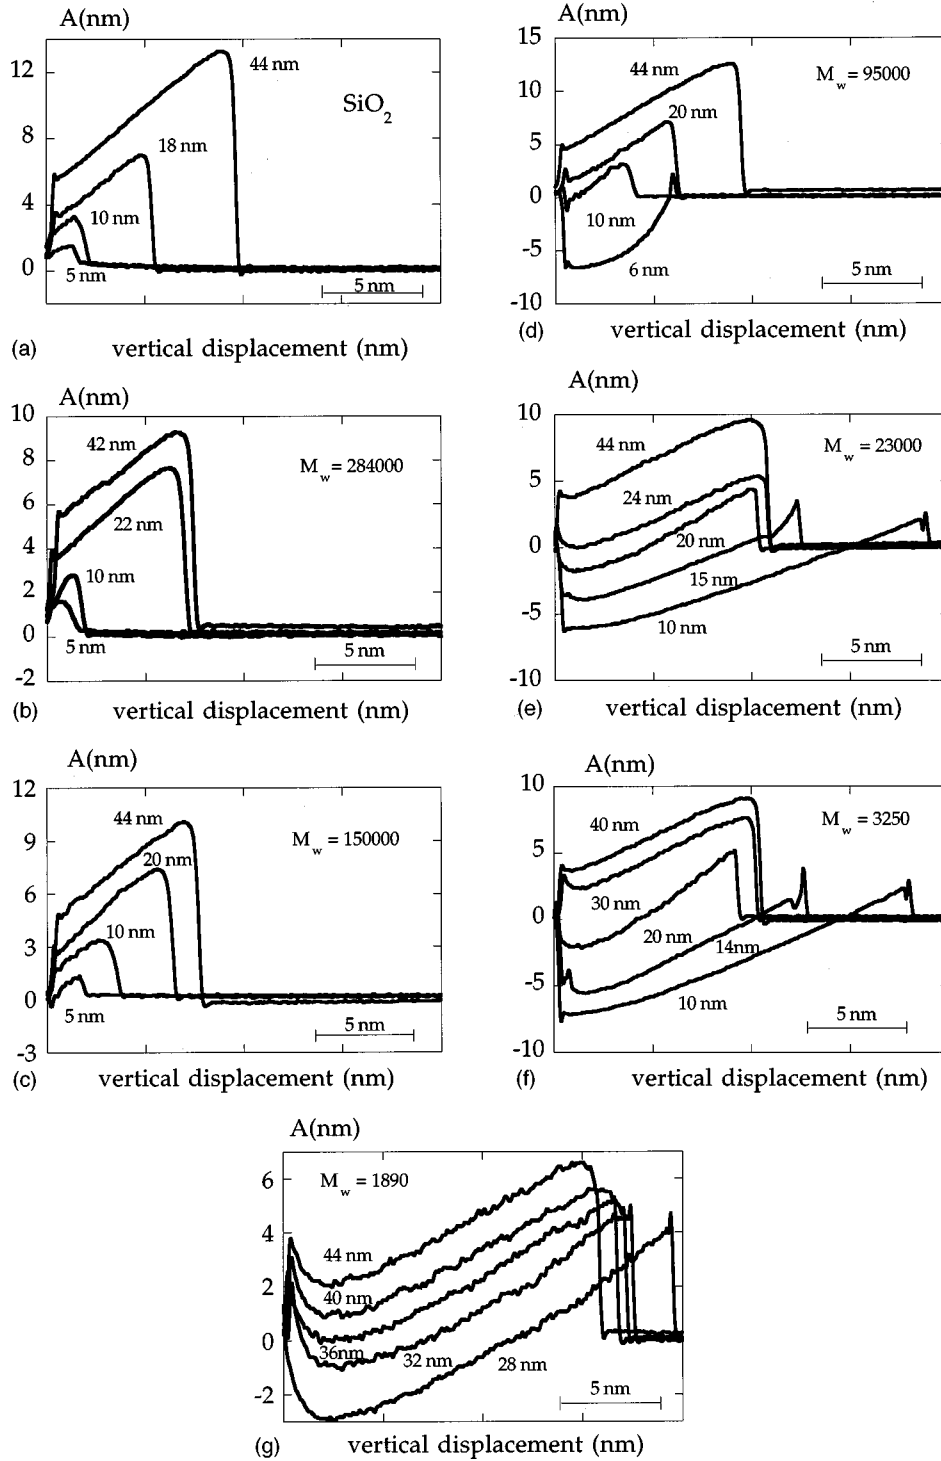 A(nm)
12
8
4
0
44 nm
SiO2
18 nm
10 nm
5 nm
5 nm
(a) vertical displacement (nm)
A(nm)
15
10
5
0
-5
-10
44 nm
Mw = 95000
20 nm
10 nm
6 nm
5 nm
(d) vertical displacement (nm)
A(nm)
10
8
6
4
2
0
-2
42 nm
Mw = 284000
22 nm
10 nm
5 nm
5 nm
(b) vertical displacement (nm)
A(nm)
10
5
0
-5
-10
44 nm
Mw = 23000
24 nm
20 nm
15 nm
10 nm
5 nm
(e) vertical displacement (nm)
A(nm)
12
9
6
3
0
-3
44 nm
Mw = 150000
20 nm
10 nm
5 nm
5 nm
(c) vertical displacement (nm)
A(nm)
10
5
0
-5
-10
40 nm
Mw = 3250
30 nm
20 nm
14nm
10 nm
5 nm
(f) vertical displacement (nm)
A(nm)
6
4
2
0
-2
Mw = 1890
44 nm
40 nm
36nm
32 nm
28 nm
5 nm
(g) vertical displacement (nm)